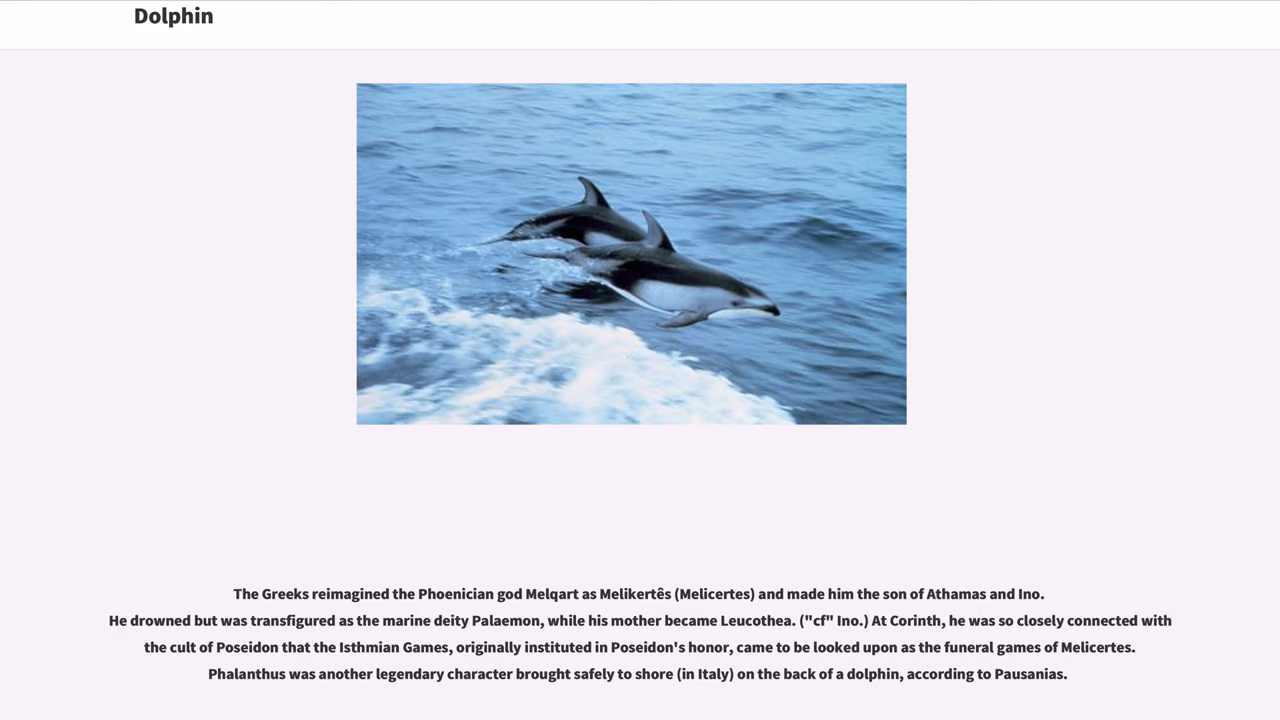 Dolphin
The Greeks reimagined the Phoenician god Melqart as Melikertês (Melicertes) and made him the son of Athamas and Ino.
He drowned but was transfigured as the marine deity Palaemon, while his mother became Leucothea. ("cf" Ino.) At Corinth, he was so closely connected with
the cult of Poseidon that the Isthmian Games, originally instituted in Poseidon's honor, came to be looked upon as the funeral games of Melicertes.
Phalanthus was another legendary character brought safely to shore (in Italy) on the back of a dolphin, according to Pausanias.